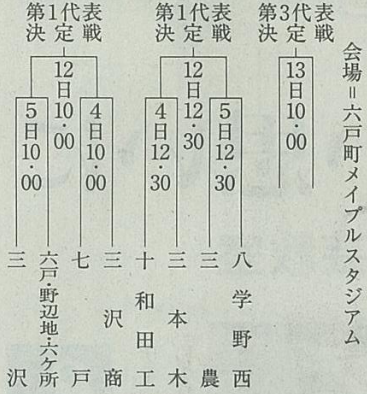 会場＝六戸町メイプルスタジアム
第3代表
決定戦
13日10・00
第1代表
決定戦
12日12・30
5日12・30
4日12・30
八学野西
三農
三本木
十和田工
第1代表
決定戦
12日10・00
4日10・00
5日10・00
三沢商
七戸
六戸・野辺地・六ケ所
三沢